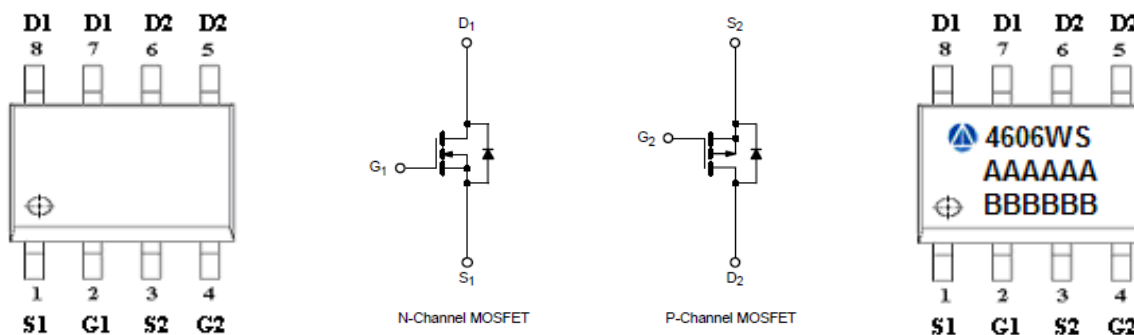 D1 D1 D2 D2
8 7 6 5
1 2 3 4
S1 G1 S2 G2
D1
G1
S1
N-Channel MOSFET
S2
G2
D2
P-Channel MOSFET
D1 D1 D2 D2
8 7 6 5
4606WS
AAAAAA
BBBBBB
1 2 3 4
S1 G1 S2 G2